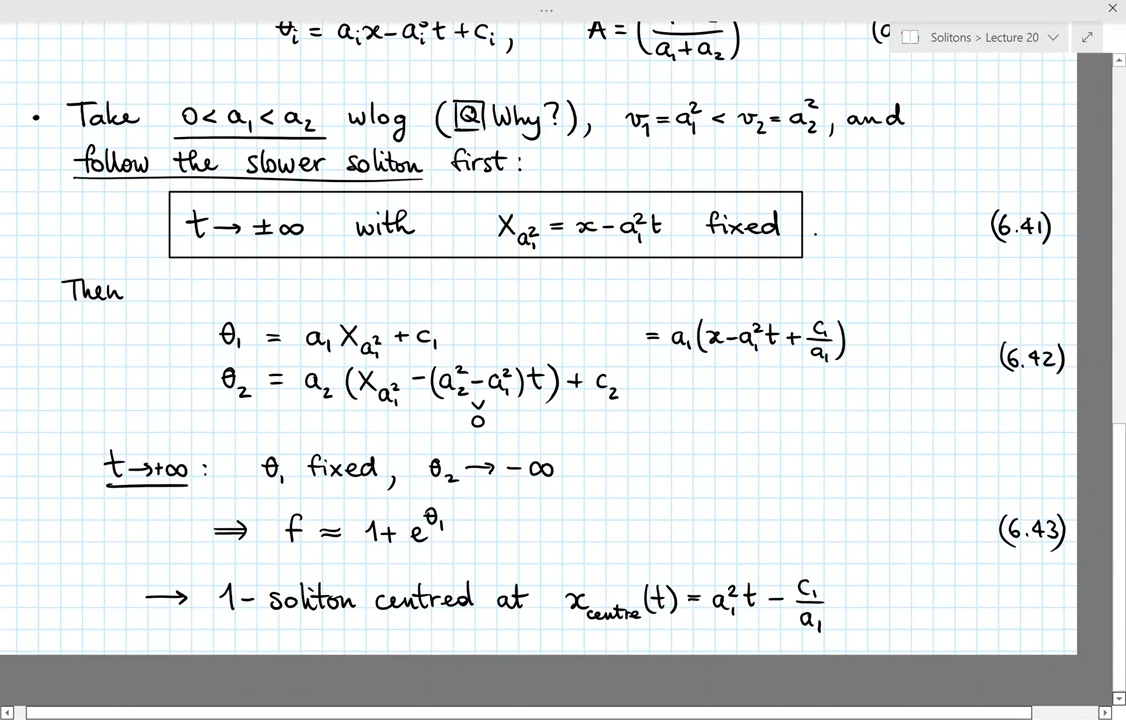 Solitons > Lecture 20
θᵢ = aᵢx − aᵢ³t + cᵢ , A = ( / a₁+a₂ )
• Take 0 < a₁ < a₂ wlog (Q Why?), v₁ = a₁² < v₂ = a₂², and
follow the slower soliton first :
t → ±∞ with X_{a₁²} = x − a₁²t fixed . (6.41)
Then
θ₁ = a₁ X_{a₁²} + c₁ = a₁(x − a₁²t + c₁/a₁)
θ₂ = a₂ (X_{a₁²} − (a₂² − a₁²)t) + c₂ (6.42)
∨
0
t → +∞ : θ₁ fixed, θ₂ → −∞
⟹ f ≈ 1 + e^{θ₁} (6.43)
→ 1-soliton centred at x_{centre}(t) = a₁²t − c₁/a₁